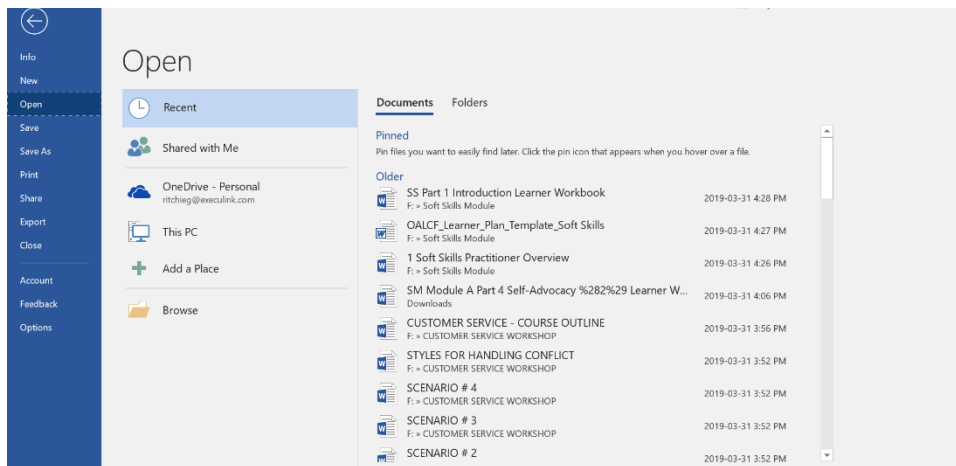 Info
New
Open
Save
Save As
Print
Share
Export
Close
Account
Feedback
Options
Open
Recent
Shared with Me
OneDrive - Personal
ritchieg@execulink.com
This PC
Add a Place
Browse
Documents Folders
Pinned
Pin files you want to easily find later. Click the pin icon that appears when you hover over a file.
Older
SS Part 1 Introduction Learner Workbook
F: » Soft Skills Module
2019-03-31 4:28 PM
OALCF_Learner_Plan_Template_Soft Skills
F: » Soft Skills Module
2019-03-31 4:27 PM
1 Soft Skills Practitioner Overview
F: » Soft Skills Module
2019-03-31 4:26 PM
SM Module A Part 4 Self-Advocacy %282%29 Learner W...
Downloads
2019-03-31 4:06 PM
CUSTOMER SERVICE - COURSE OUTLINE
F: » CUSTOMER SERVICE WORKSHOP
2019-03-31 3:56 PM
STYLES FOR HANDLING CONFLICT
F: » CUSTOMER SERVICE WORKSHOP
2019-03-31 3:52 PM
SCENARIO # 4
F: » CUSTOMER SERVICE WORKSHOP
2019-03-31 3:52 PM
SCENARIO # 3
F: » CUSTOMER SERVICE WORKSHOP
2019-03-31 3:52 PM
SCENARIO # 2
2019-03-31 3:52 PM